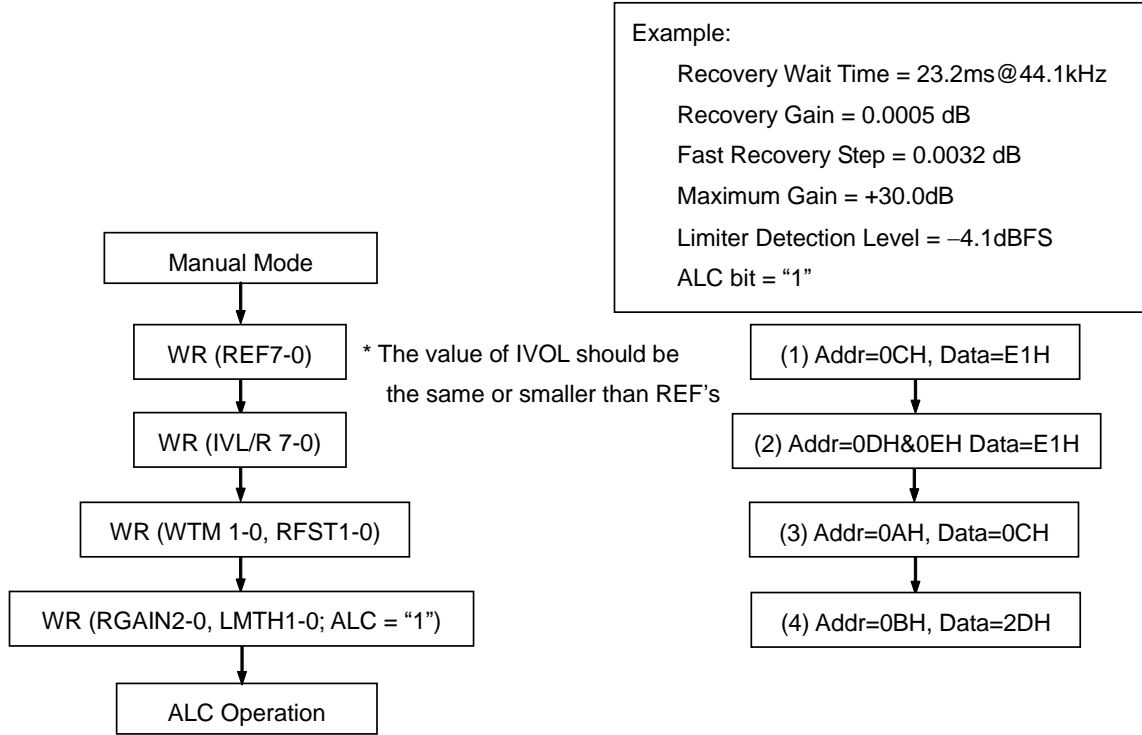 Example:
Recovery Wait Time = 23.2ms@44.1kHz
Recovery Gain = 0.0005 dB
Fast Recovery Step = 0.0032 dB
Maximum Gain = +30.0dB
Limiter Detection Level = −4.1dBFS
ALC bit = “1”
Manual Mode
WR (REF7-0)
* The value of IVOL should be
the same or smaller than REF’s
WR (IVL/R 7-0)
WR (WTM 1-0, RFST1-0)
WR (RGAIN2-0, LMTH1-0; ALC = “1”)
ALC Operation
(1) Addr=0CH, Data=E1H
(2) Addr=0DH&0EH Data=E1H
(3) Addr=0AH, Data=0CH
(4) Addr=0BH, Data=2DH